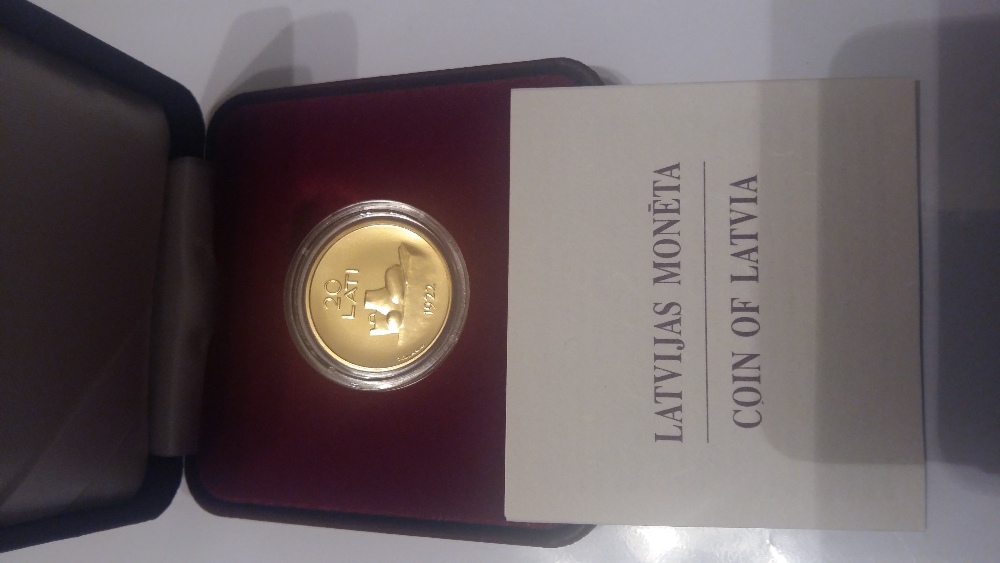 20
LATI
1922
LATVIJAS MONĒTA
COIN OF LATVIA